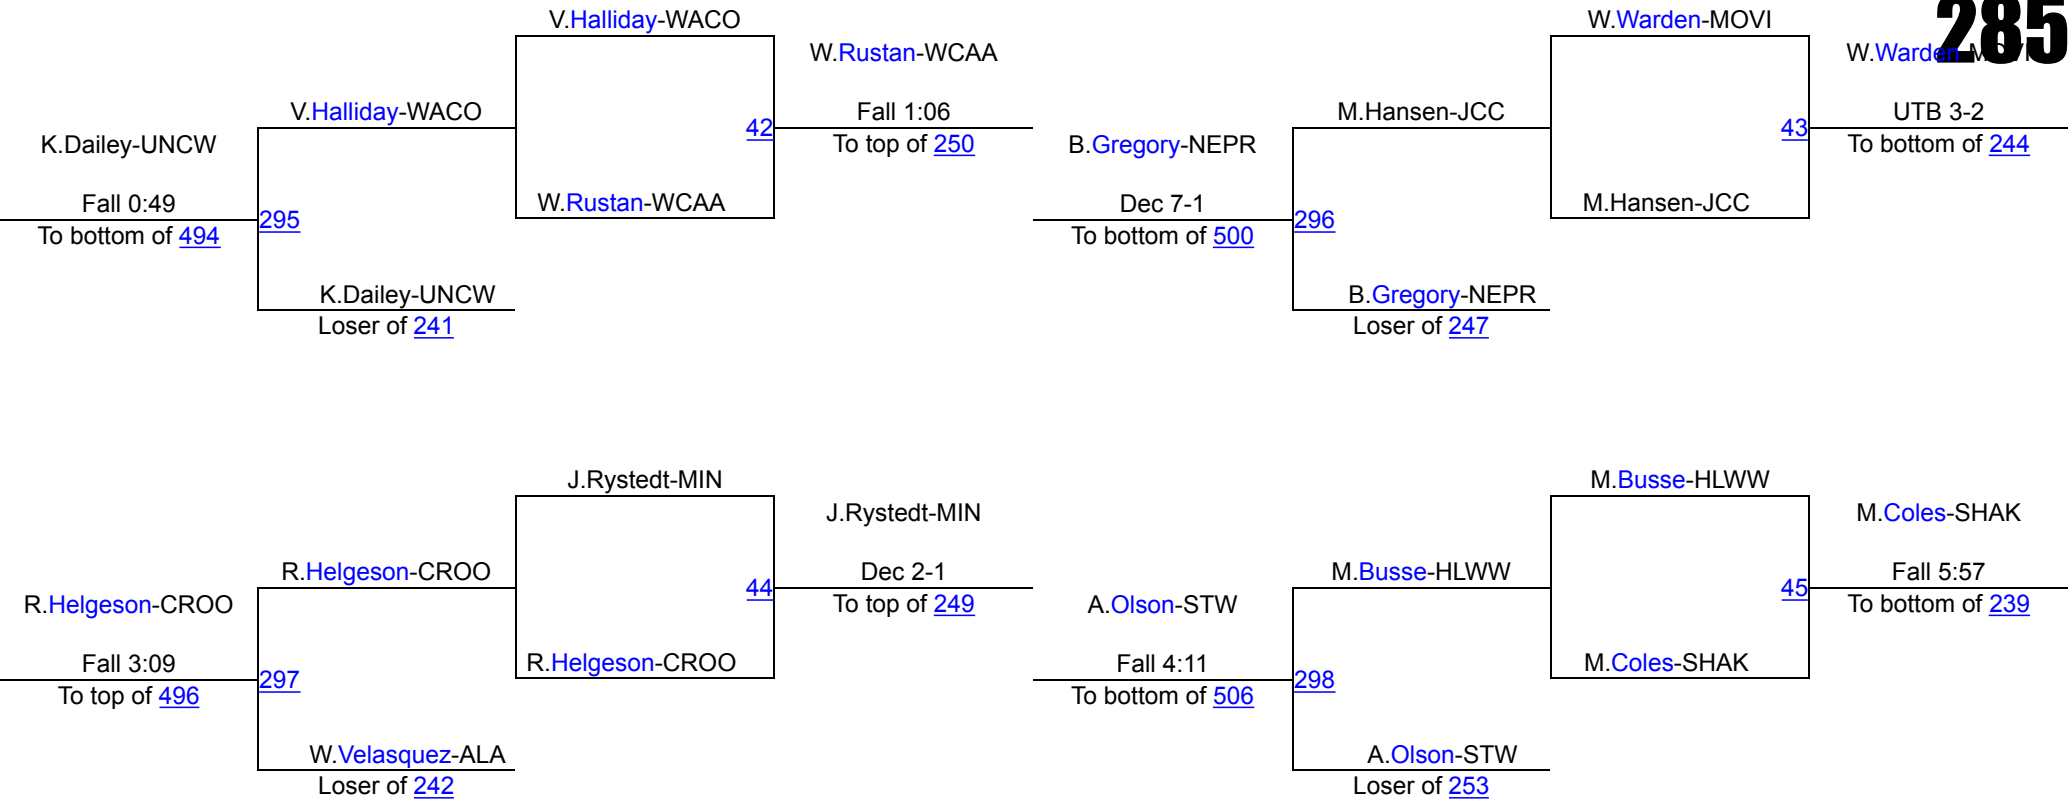 285
V.Halliday-WACO
W.Rustan-WCAA
V.Halliday-WACO
Fall 1:06
42
To top of 250
K.Dailey-UNCW
W.Rustan-WCAA
Fall 0:49
295
To bottom of 494
K.Dailey-UNCW
Loser of 241
W.Warden-MOVI
W.Warden-MOVI
M.Hansen-JCC
UTB 3-2
43
To bottom of 244
B.Gregory-NEPR
M.Hansen-JCC
Dec 7-1
296
To bottom of 500
B.Gregory-NEPR
Loser of 247
J.Rystedt-MIN
J.Rystedt-MIN
R.Helgeson-CROO
Dec 2-1
44
To top of 249
R.Helgeson-CROO
R.Helgeson-CROO
Fall 3:09
297
To top of 496
W.Velasquez-ALA
Loser of 242
M.Busse-HLWW
M.Coles-SHAK
M.Busse-HLWW
Fall 5:57
45
To bottom of 239
A.Olson-STW
M.Coles-SHAK
Fall 4:11
298
To bottom of 506
A.Olson-STW
Loser of 253